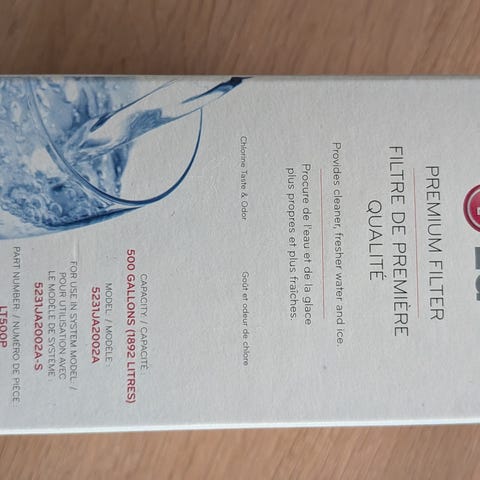 PREMIUM FILTER
FILTRE DE PREMIÈRE
QUALITÉ
Provides cleaner, fresher water and ice.
Procure de l'eau et de la glace
plus propres et plus fraîches.
Chlorine Taste & Odor
Goût et odeur de chlore
CAPACITY: / CAPACITÉ:
500 GALLONS (1892 LITRES)
MODEL: / MODÈLE:
5231JA2002A
FOR USE IN SYSTEM MODEL: /
POUR UTILISATION AVEC
LE MODÈLE DE SYSTÈME
5231JA2002A-S
PART NUMBER: / NUMÉRO DE PIÈCE
LT500P